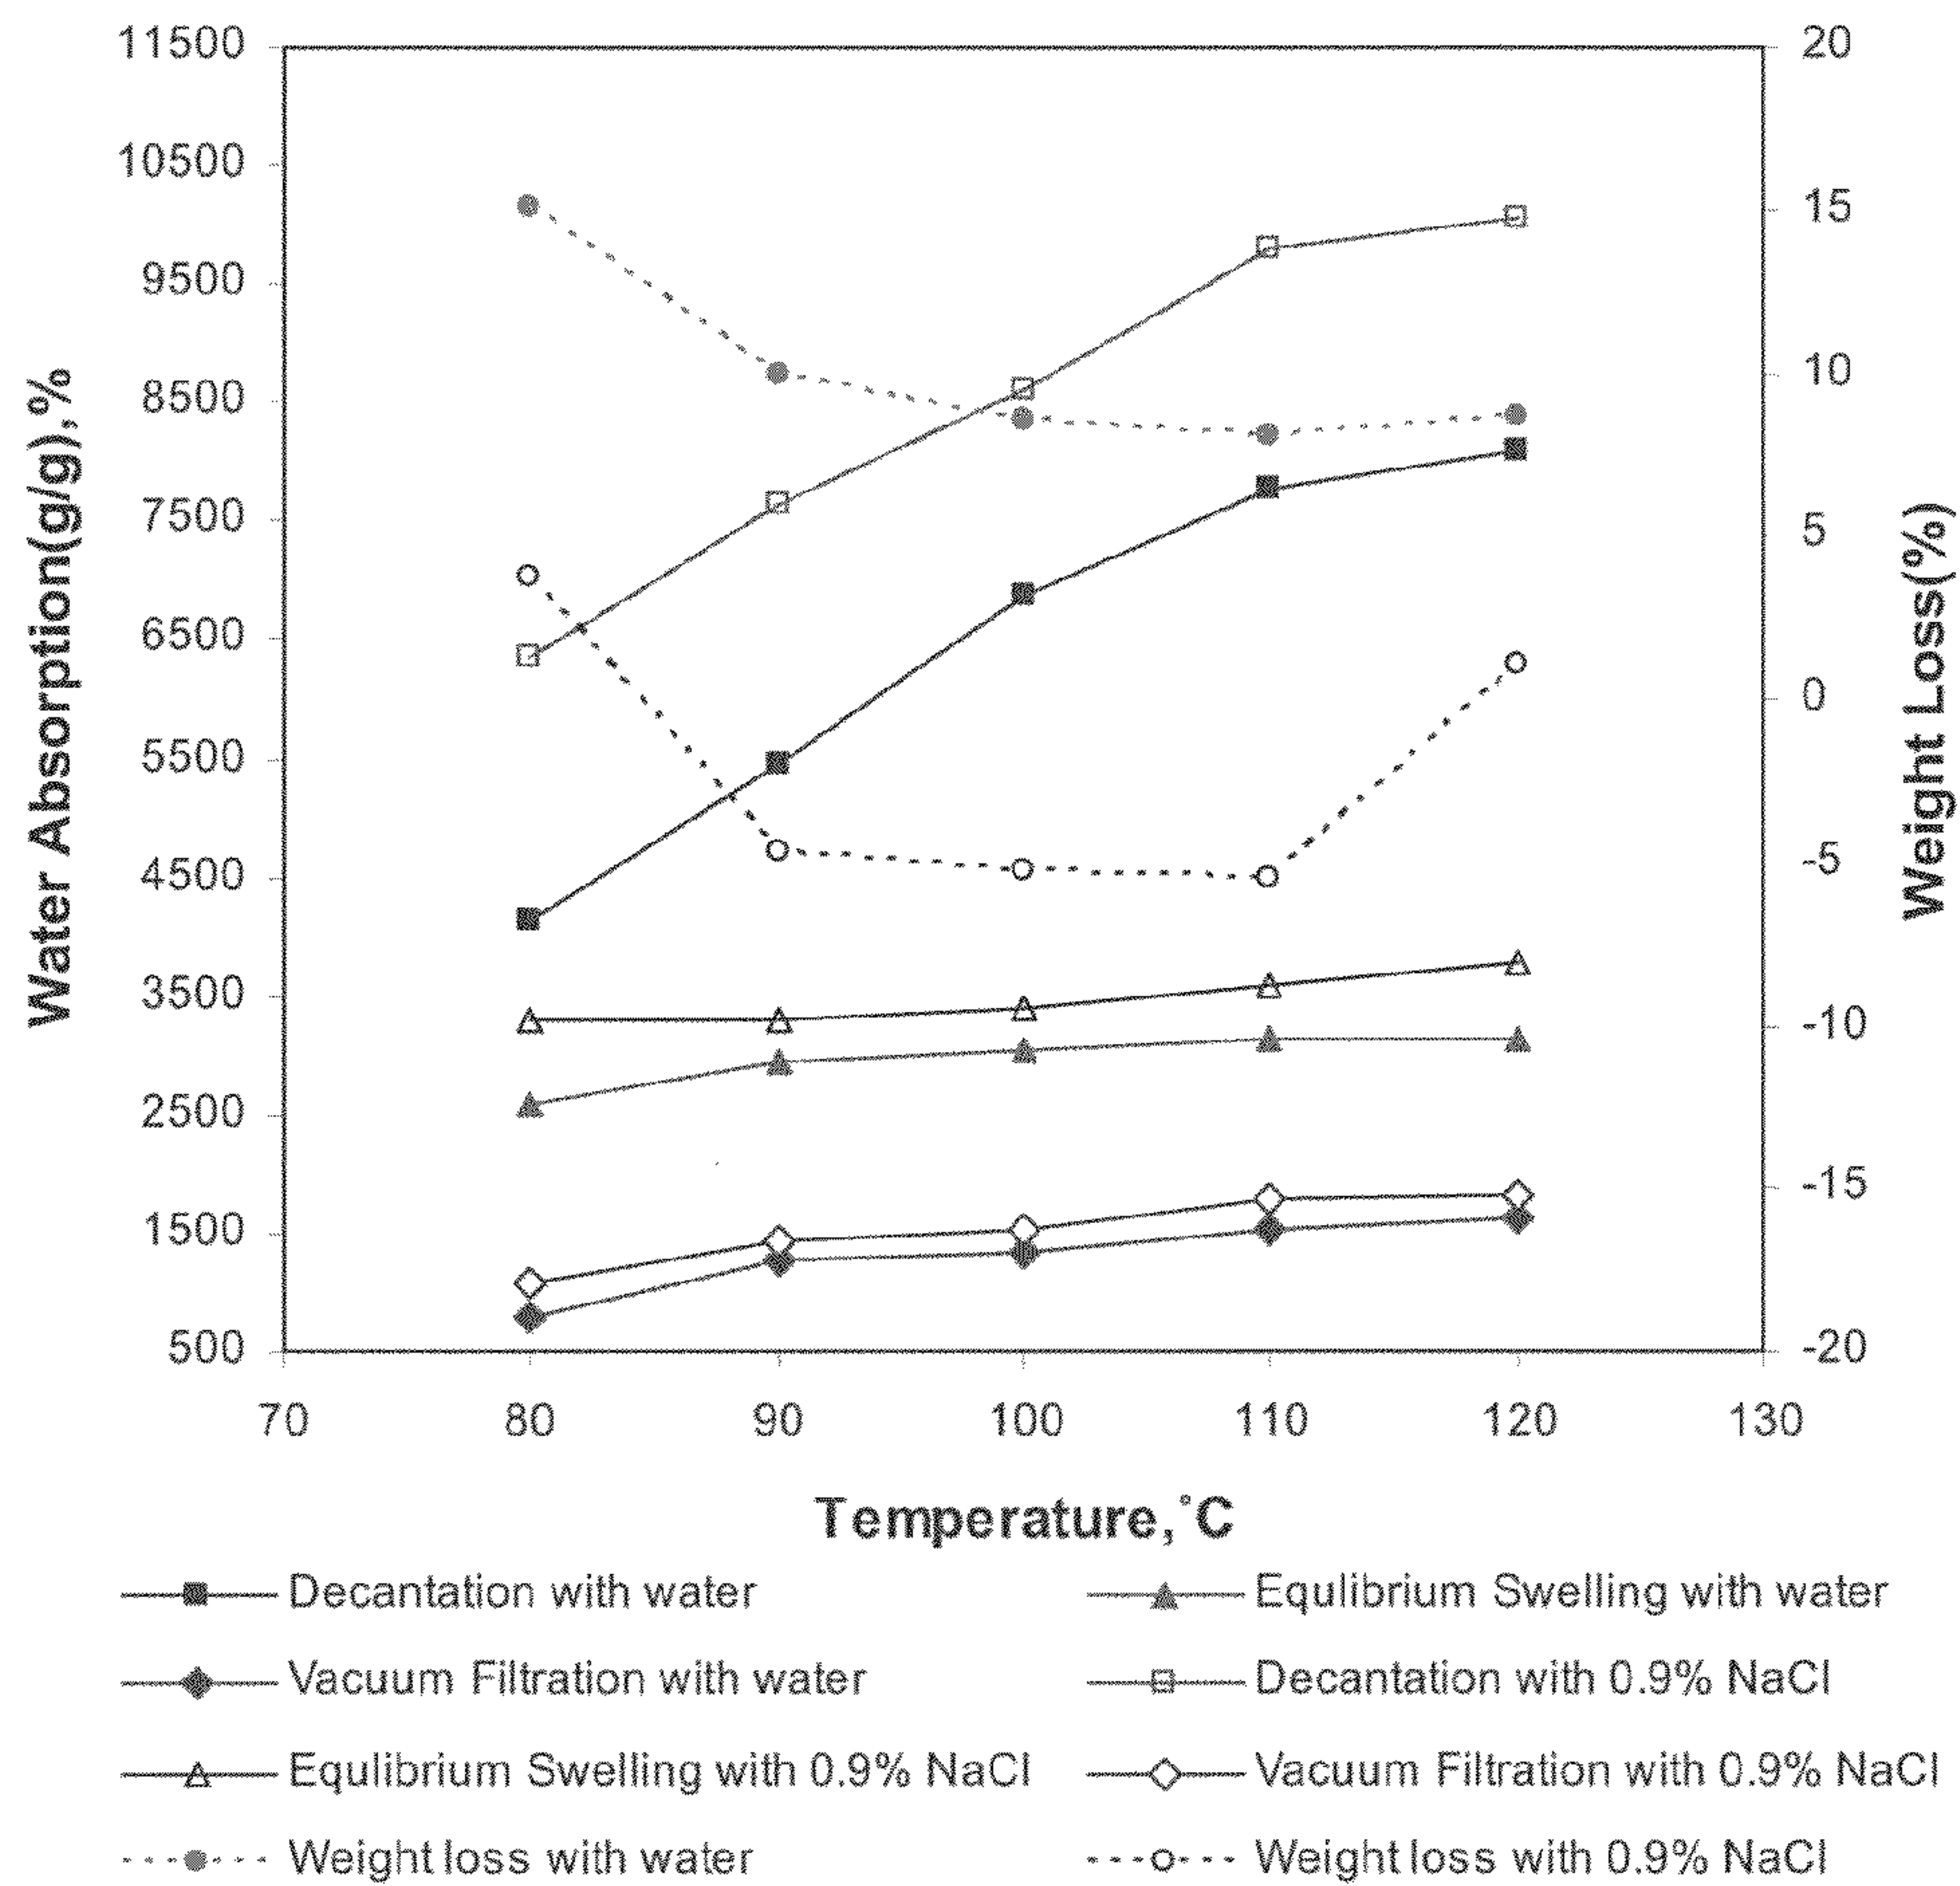 11500
10500
9500
8500
7500
6500
5500
4500
3500
2500
1500
500
Water Absorption(g/g),%
20
15
10
5
0
-5
-10
-15
-20
Weight Loss(%)
70 80 90 100 110 120 130
Temperature,°C
Decantation with water
Equlibrium Swelling with water
Vacuum Filtration with water
Decantation with 0.9% NaCl
Equlibrium Swelling with 0.9% NaCl
Vacuum Filtration with 0.9% NaCl
Weight loss with water
Weight loss with 0.9% NaCl